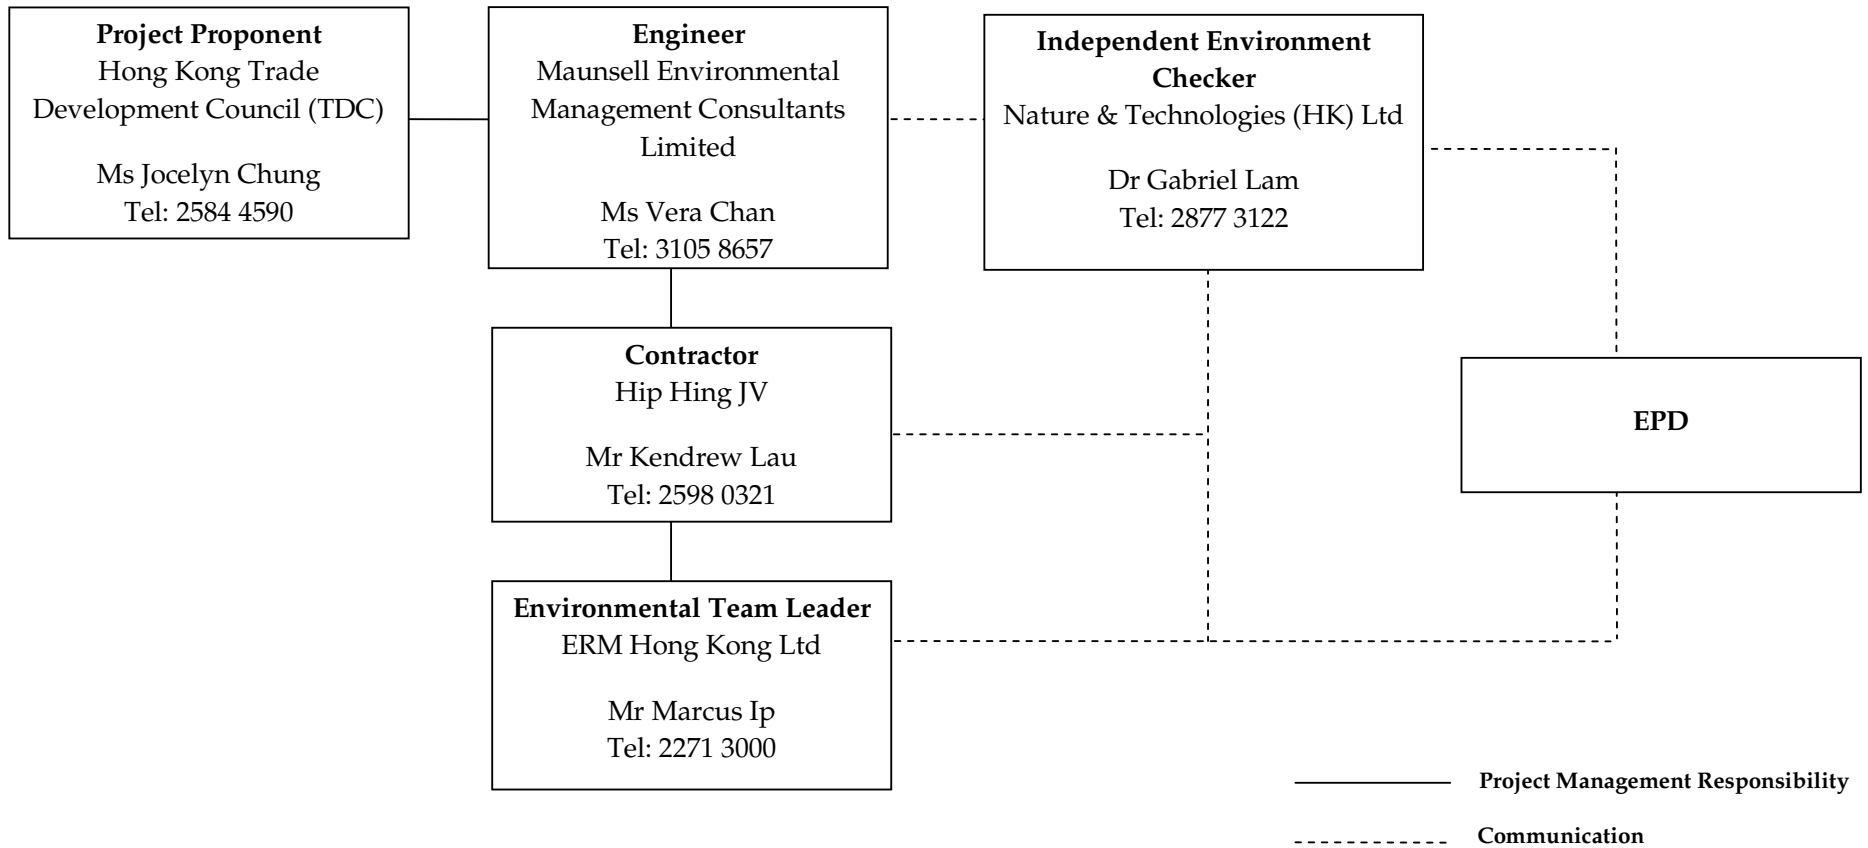 Project Proponent
Hong Kong Trade
Development Council (TDC)
Ms Jocelyn Chung
Tel: 2584 4590
Engineer
Maunsell Environmental
Management Consultants
Limited
Ms Vera Chan
Tel: 3105 8657
Independent Environment
Checker
Nature & Technologies (HK) Ltd
Dr Gabriel Lam
Tel: 2877 3122
Contractor
Hip Hing JV
Mr Kendrew Lau
Tel: 2598 0321
EPD
Environmental Team Leader
ERM Hong Kong Ltd
Mr Marcus Ip
Tel: 2271 3000
Project Management Responsibility
Communication